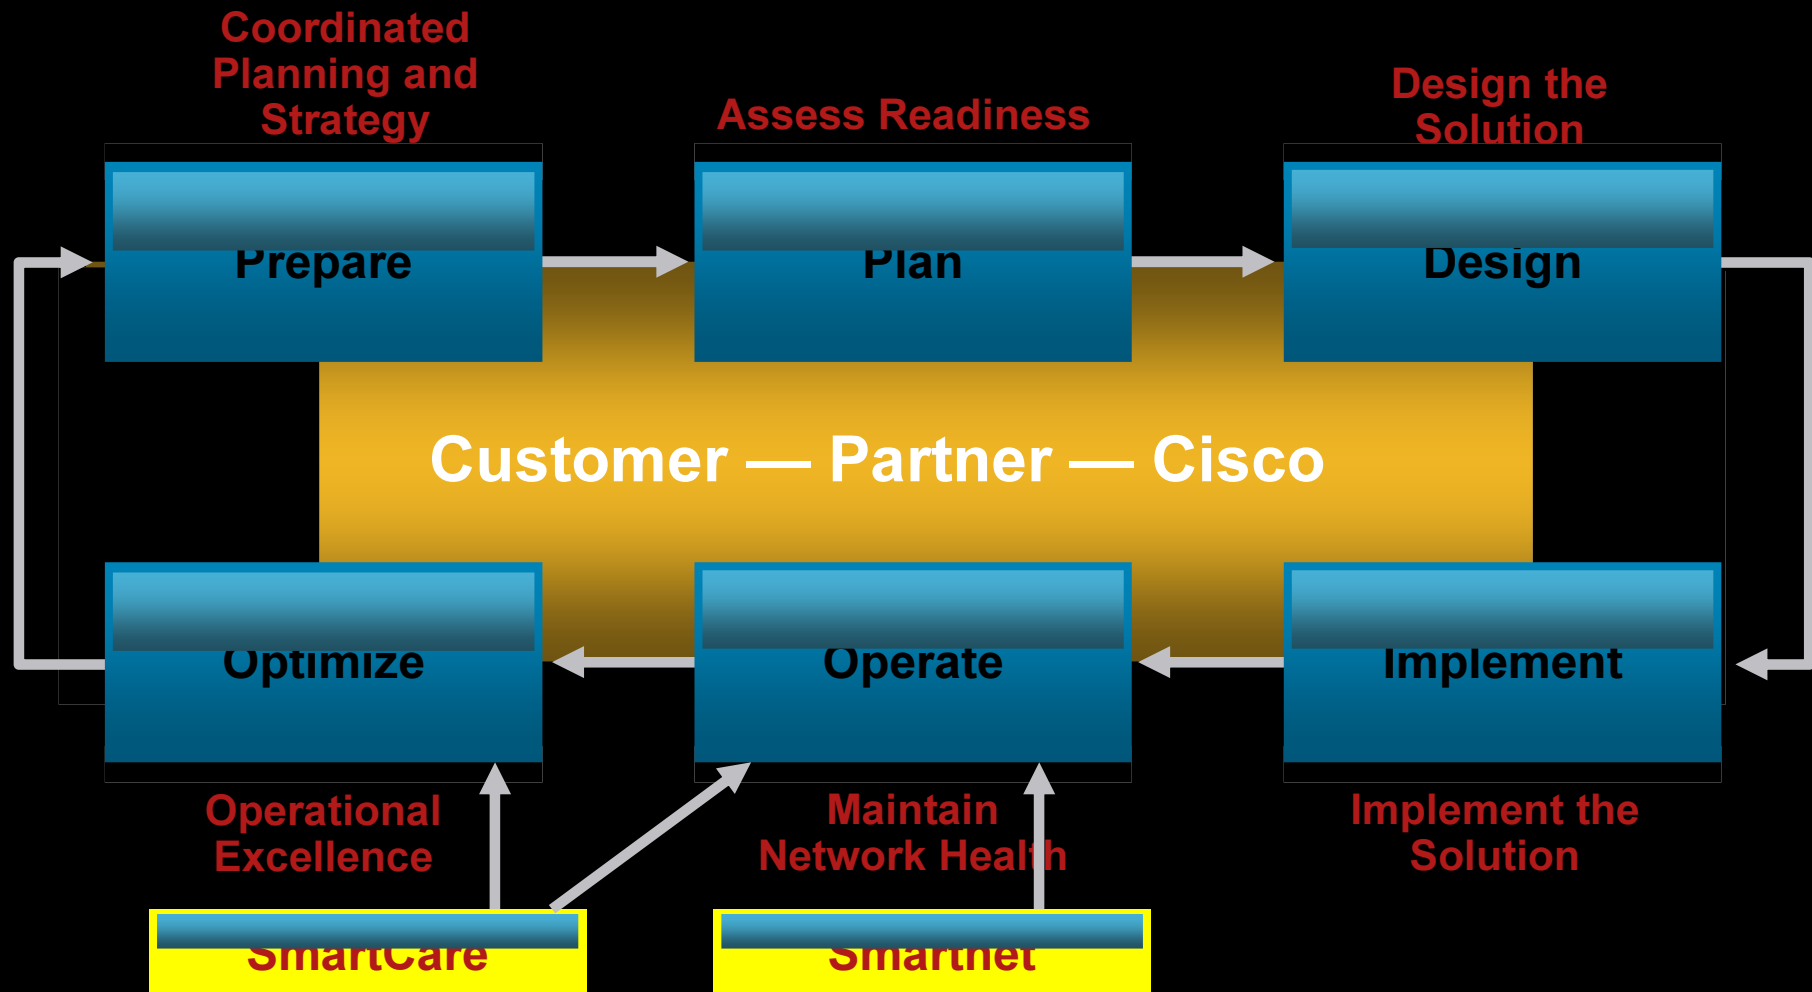 Coordinated
Planning and
Strategy
Assess Readiness
Design the
Solution
Prepare
Plan
Design
Customer — Partner — Cisco
Optimize
Operate
Implement
Operational
Excellence
Maintain
Network Health
Implement the
Solution
SmartCare
Smartnet